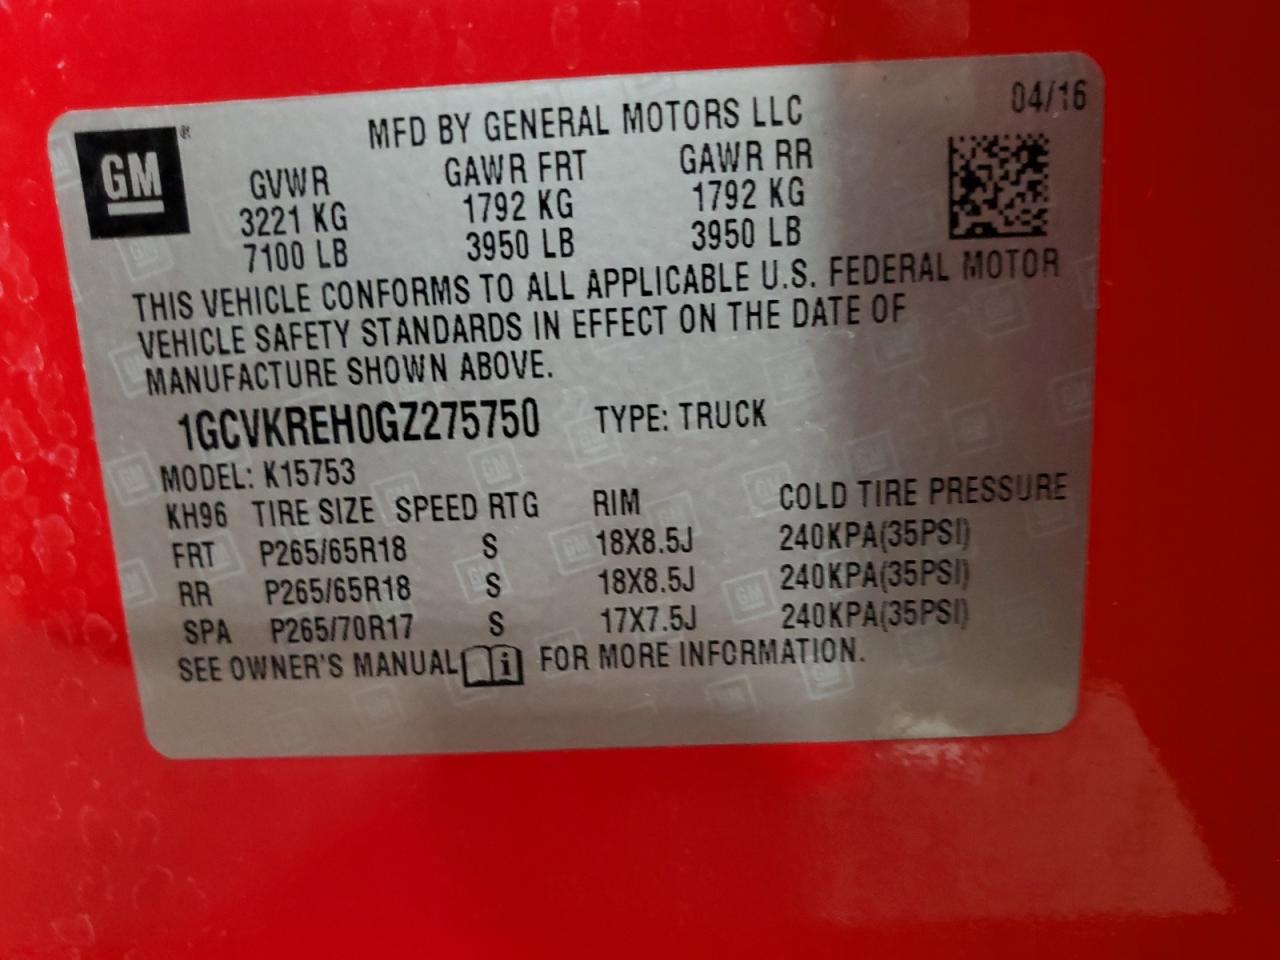 04/16
GM®
MFD BY GENERAL MOTORS LLC
GVWR GAWR FRT GAWR RR
3221 KG 1792 KG 1792 KG
7100 LB 3950 LB 3950 LB
THIS VEHICLE CONFORMS TO ALL APPLICABLE U.S. FEDERAL MOTOR
VEHICLE SAFETY STANDARDS IN EFFECT ON THE DATE OF
MANUFACTURE SHOWN ABOVE.
1GCVKREH0GZ275750 TYPE: TRUCK
MODEL: K15753
KH96 TIRE SIZE SPEED RTG RIM COLD TIRE PRESSURE
FRT P265/65R18 S 18X8.5J 240KPA(35PSI)
RR P265/65R18 S 18X8.5J 240KPA(35PSI)
SPA P265/70R17 S 17X7.5J 240KPA(35PSI)
SEE OWNER'S MANUAL i FOR MORE INFORMATION.